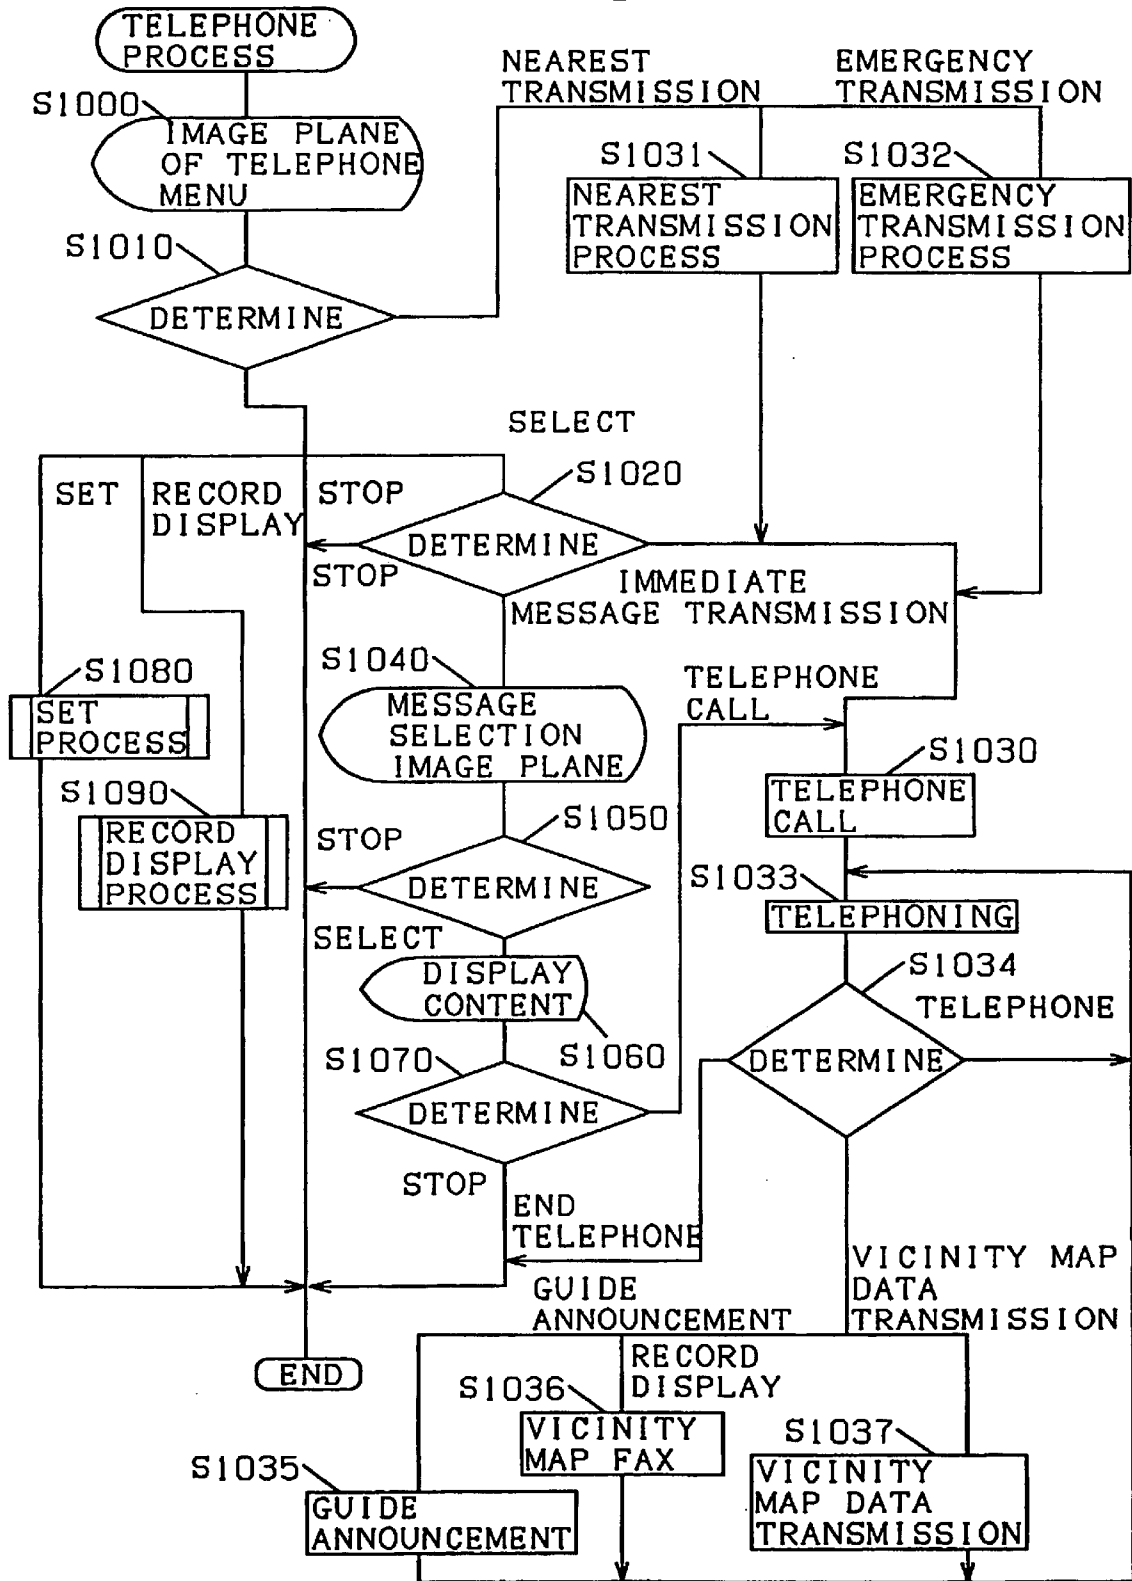 TELEPHONE
PROCESS
NEAREST
TRANSMISSION
EMERGENCY
TRANSMISSION
S1000
IMAGE PLANE
OF TELEPHONE
MENU
S1031
S1032
NEAREST
TRANSMISSION
PROCESS
EMERGENCY
TRANSMISSION
PROCESS
S1010
DETERMINE
SELECT
S1020
SET
RECORD
DISPLAY
STOP
DETERMINE
STOP
IMMEDIATE
MESSAGE TRANSMISSION
S1040
S1080
MESSAGE
SELECTION
IMAGE PLANE
TELEPHONE
CALL
SET
PROCESS
S1030
TELEPHONE
CALL
S1090
RECORD
DISPLAY
PROCESS
S1050
STOP
DETERMINE
S1033
TELEPHONING
SELECT
DISPLAY
CONTENT
S1034
TELEPHONE
S1060
S1070
DETERMINE
DETERMINE
STOP
END
TELEPHONE
VICINITY MAP
DATA
TRANSMISSION
GUIDE
ANNOUNCEMENT
END
RECORD
DISPLAY
S1036
VICINITY
MAP FAX
S1037
VICINITY
MAP DATA
TRANSMISSION
S1035
GUIDE
ANNOUNCEMENT